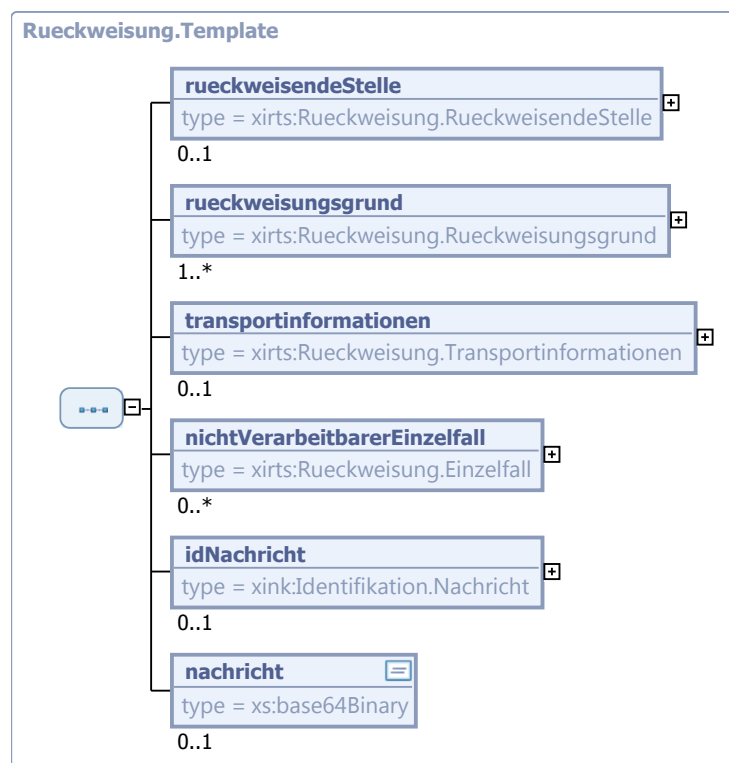 Rueckweisung.Template
rueckweisendeStelle
type = xirts:Rueckweisung.RueckweisendeStelle
0..1
rueckweisungsgrund
type = xirts:Rueckweisung.Rueckweisungsgrund
1..*
transportinformationen
type = xirts:Rueckweisung.Transportinformationen
0..1
nichtVerarbeitbarerEinzelfall
type = xirts:Rueckweisung.Einzelfall
0..*
idNachricht
type = xink:Identifikation.Nachricht
0..1
nachricht
type = xs:base64Binary
0..1